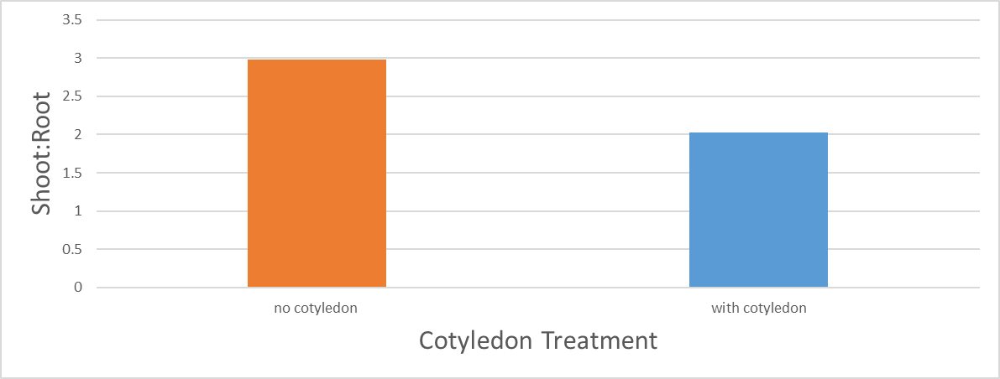 3.5
3
2.5
2
1.5
1
0.5
0
Shoot:Root
no cotyledon
with cotyledon
Cotyledon Treatment